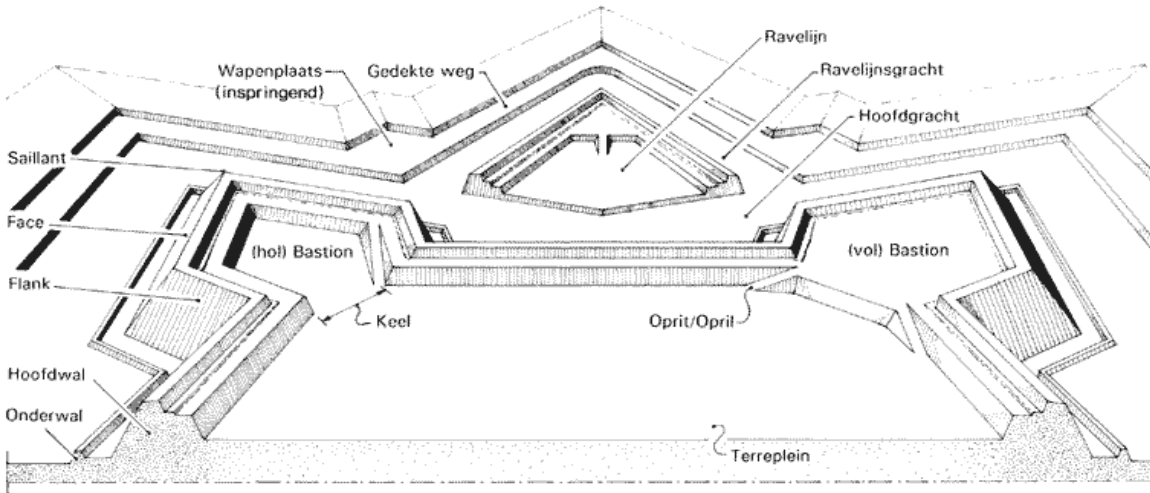 Ravelijn
Wapenplaats
(inspringend)
Gedekte weg
Ravelijnsgracht
Hoofdgracht
Saillant
Face
(hol) Bastion
(vol) Bastion
Flank
Keel
Oprit/Opril
Hoofdwal
Onderwal
Terreplein